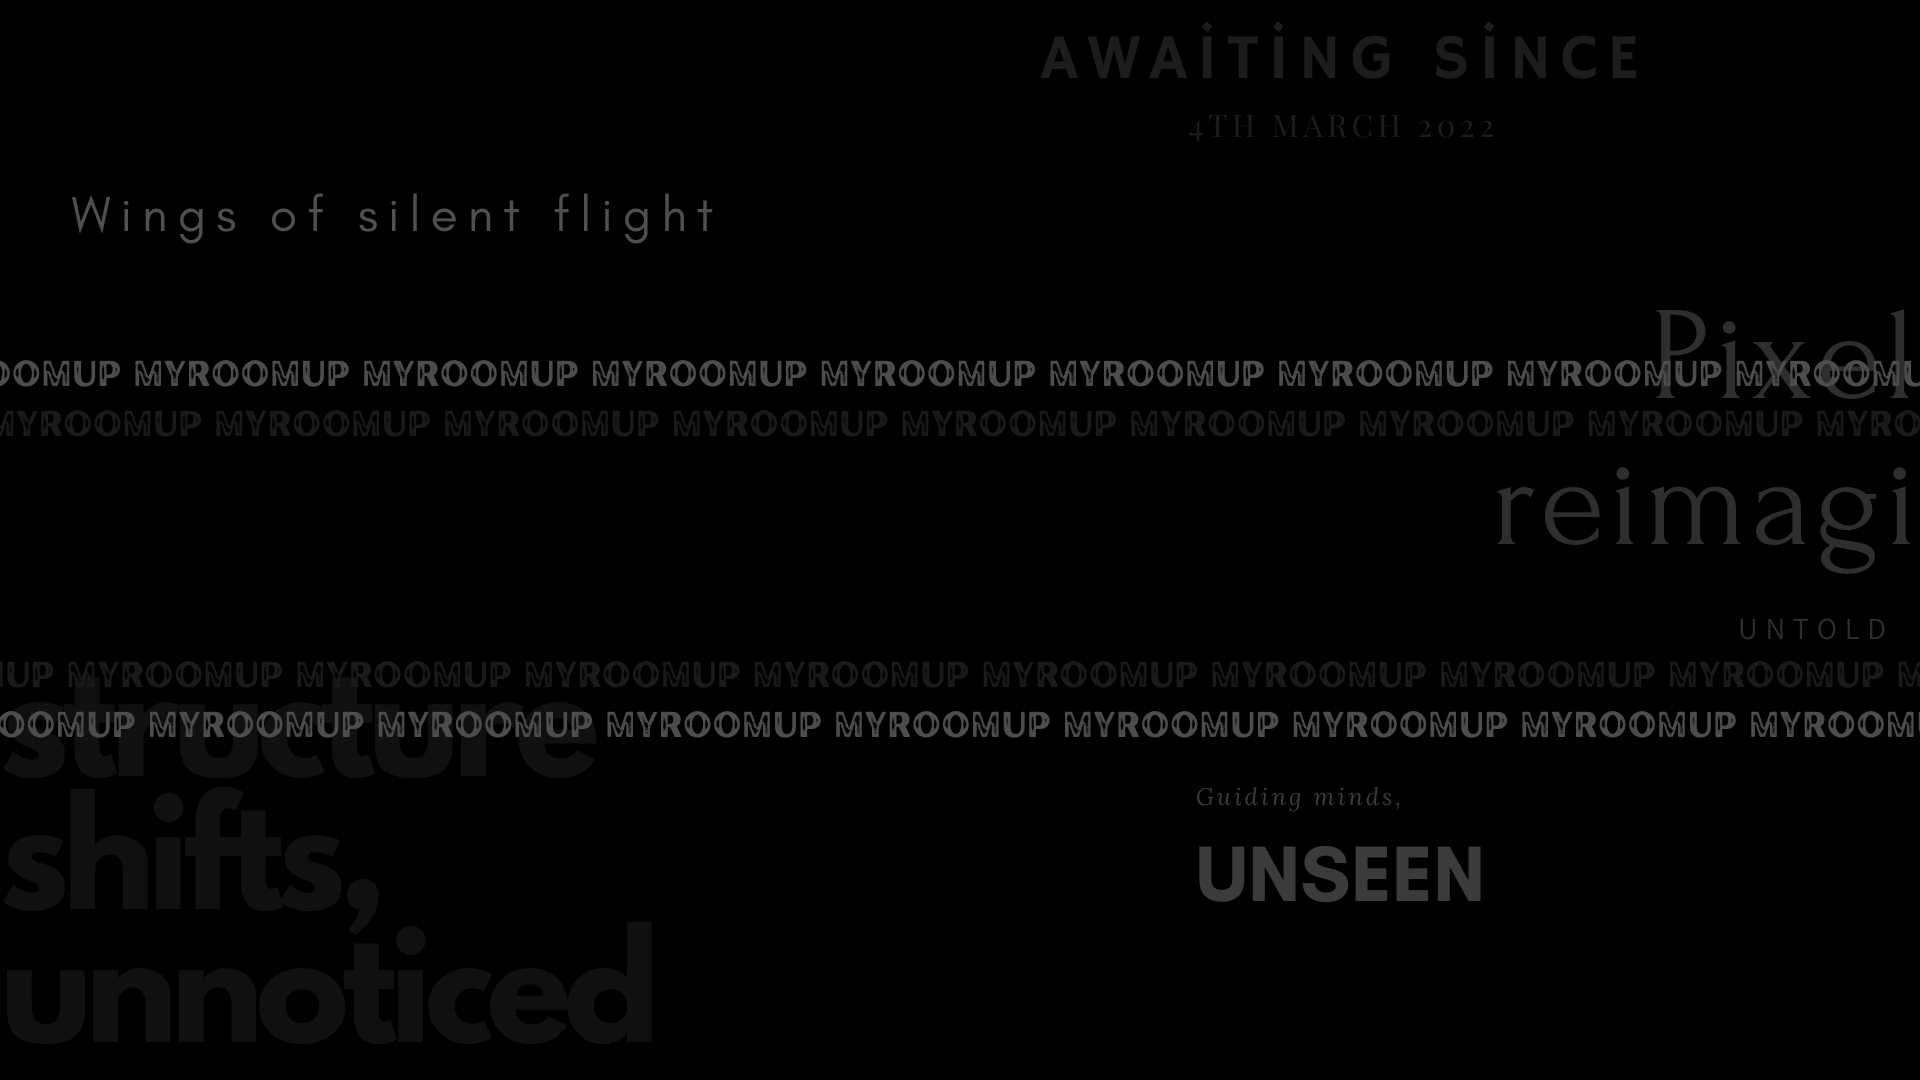 AWAİTİNG SİNCE
4TH MARCH 2022
Wings of silent flight
Pixel
OOMUP MYROOMUP MYROOMUP MYROOMUP MYROOMUP MYROOMUP MYROOMUP MYROOMUP MYROOMU
MYROOMUP MYROOMUP MYROOMUP MYROOMUP MYROOMUP MYROOMUP MYROOMUP MYROOMUP MYRO
reimagi
UNTOLD
MUP MYROOMUP MYROOMUP MYROOMUP MYROOMUP MYROOMUP MYROOMUP MYROOMUP MYROOMUP M
structure
OOMUP MYROOMUP MYROOMUP MYROOMUP MYROOMUP MYROOMUP MYROOMUP MYROOMUP MYROOMU
Guiding minds,
shifts,
UNSEEN
unnoticed